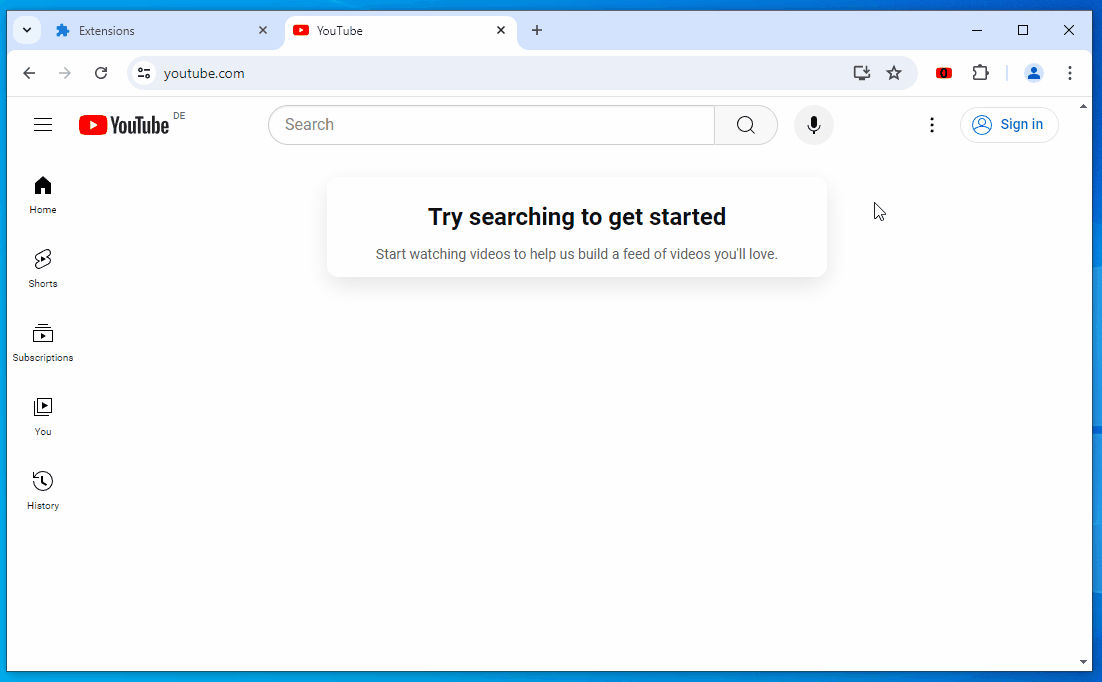 Extensions
YouTube
youtube.com
YouTube DE
Search
Sign in
Home
Shorts
Subscriptions
You
History
Try searching to get started
Start watching videos to help us build a feed of videos you'll love.